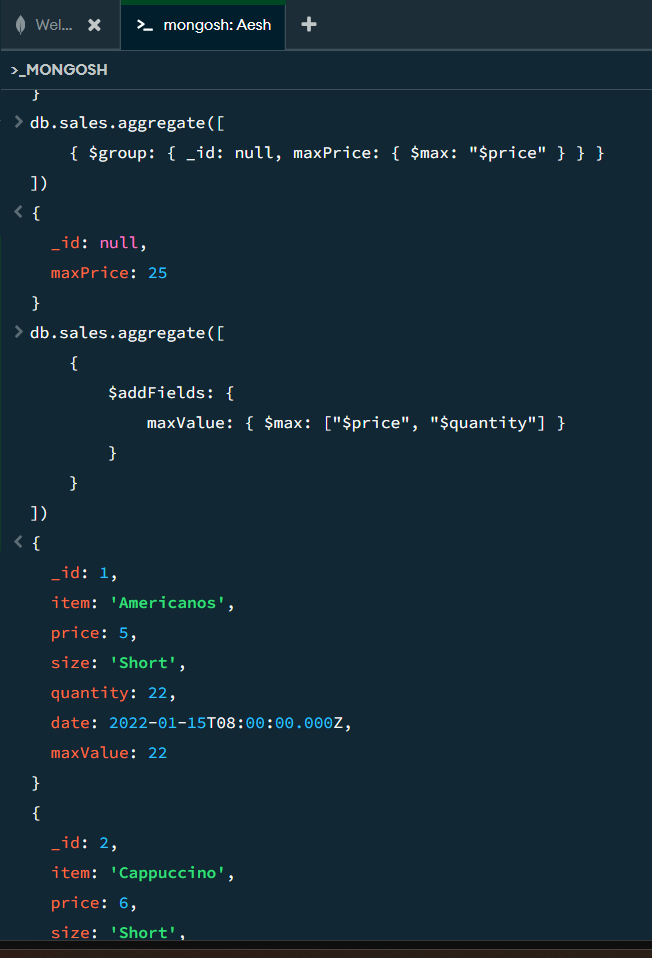 Wel...
>_ mongosh: Aesh
>_MONGOSH
}
> db.sales.aggregate([
{ $group: { _id: null, maxPrice: { $max: "$price" } } }
])
< {
_id: null,
maxPrice: 25
}
> db.sales.aggregate([
{
$addFields: {
maxValue: { $max: ["$price", "$quantity"] }
}
}
])
< {
_id: 1,
item: 'Americanos',
price: 5,
size: 'Short',
quantity: 22,
date: 2022-01-15T08:00:00.000Z,
maxValue: 22
}
{
_id: 2,
item: 'Cappuccino',
price: 6,
size: 'Short',